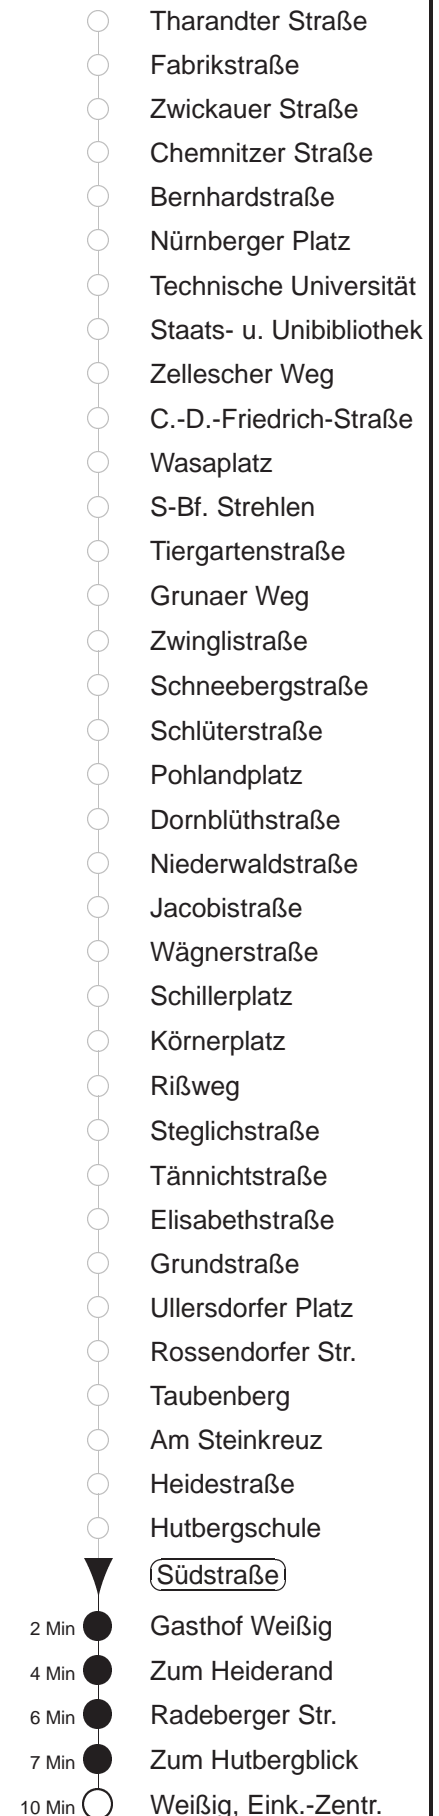 Tharandter Straße
Fabrikstraße
Zwickauer Straße
Chemnitzer Straße
Bernhardstraße
Nürnberger Platz
Technische Universität
Staats- u. Unibibliothek
Zellescher Weg
C.-D.-Friedrich-Straße
Wasaplatz
S-Bf. Strehlen
Tiergartenstraße
Grunaer Weg
Zwinglistraße
Schneebergstraße
Schlüterstraße
Pohlandplatz
Dornblüthstraße
Niederwaldstraße
Jacobistraße
Wägnerstraße
Schillerplatz
Körnerplatz
Rißweg
Steglichstraße
Tännichtstraße
Elisabethstraße
Grundstraße
Ullersdorfer Platz
Rossendorfer Str.
Taubenberg
Am Steinkreuz
Heidestraße
Hutbergschule
Südstraße
2 Min Gasthof Weißig
4 Min Zum Heiderand
6 Min Radeberger Str.
7 Min Zum Hutbergblick
10 Min Weißig, Eink.-Zentr.